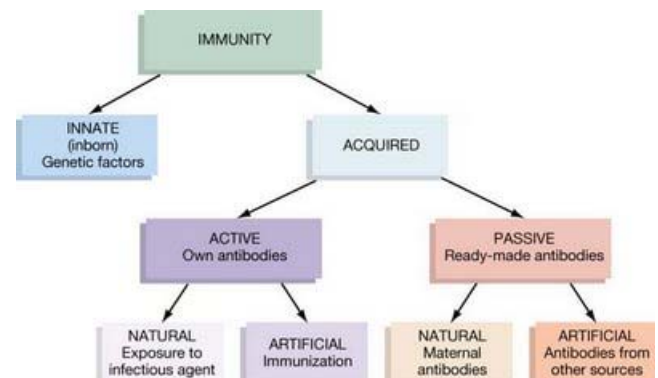 IMMUNITY
INNATE
(inborn)
Genetic factors
ACQUIRED
ACTIVE
Own antibodies
PASSIVE
Ready-made antibodies
NATURAL
Exposure to
infectious agent
ARTIFICIAL
Immunization
NATURAL
Maternal
antibodies
ARTIFICIAL
Antibodies from
other sources